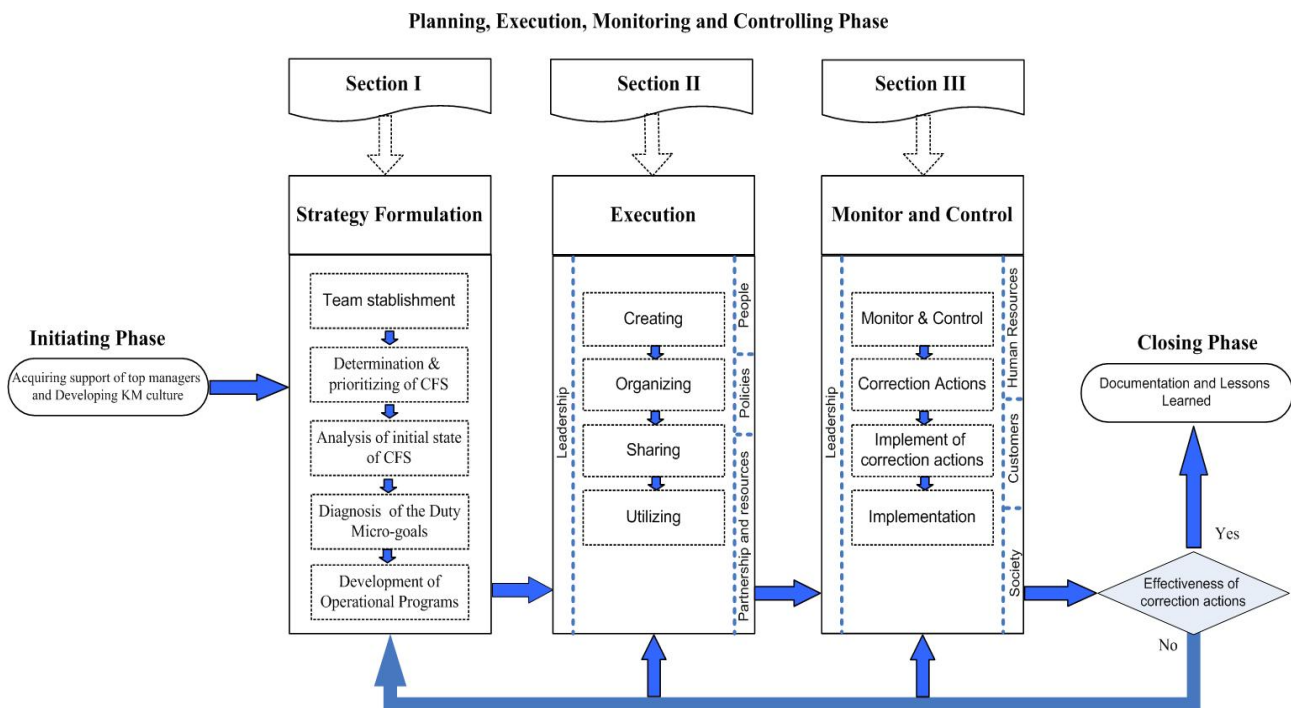 Planning, Execution, Monitoring and Controlling Phase
Section I
Section II
Section III
Initiating Phase
Acquiring support of top managers
and Developing KM culture
Strategy Formulation
Team stablishment
Determination &
prioritizing of CFS
Analysis of initial state
of CFS
Diagnosis of the Duty
Micro-goals
Development of
Operational Programs
Execution
Leadership
Creating
Organizing
Sharing
Utilizing
People
Policies
Partnership and resources
Monitor and Control
Leadership
Monitor & Control
Correction Actions
Implement of
correction actions
Implementation
Human Resources
Customers
Society
Closing Phase
Documentation and Lessons
Learned
Yes
Effectiveness of
correction actions
No